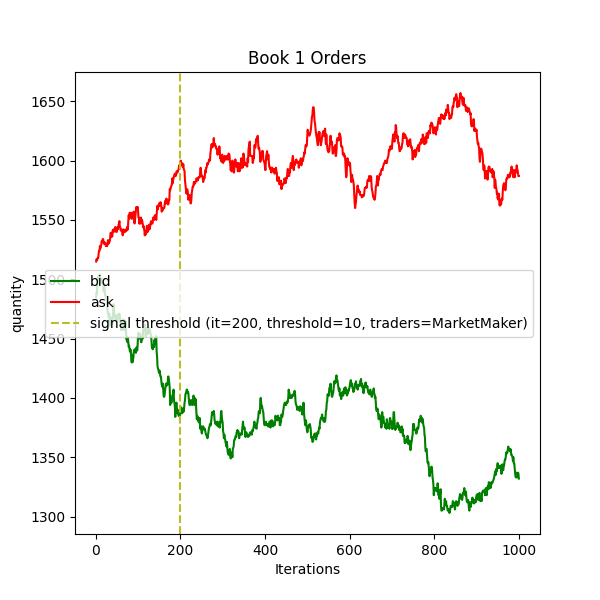 Book 1 Orders
quantity
1650
1600
1550
1500
1450
1400
1350
1300
bid
ask
signal threshold (it=200, threshold=10, traders=MarketMaker)
0 200 400 600 800 1000
Iterations